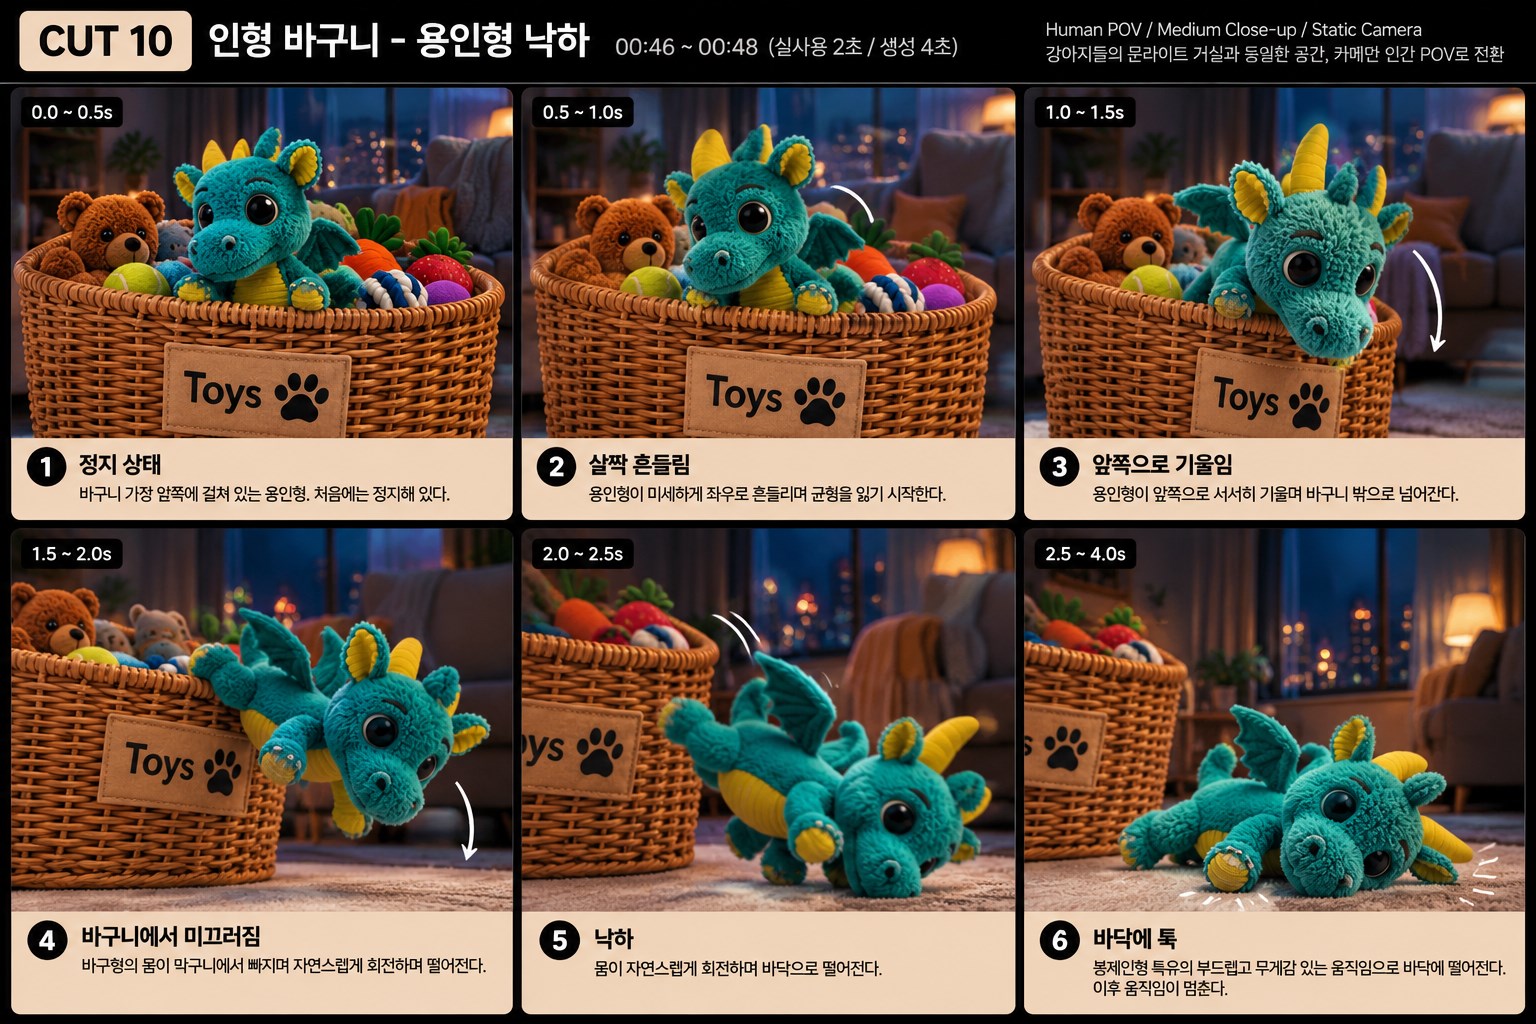 CUT 10
인형 바구니 - 용인형 낙하
00:46 ~ 00:48 (실사용 2초 / 생성 4초)
Human POV / Medium Close-up / Static Camera
강아지들의 문라이트 거실과 동일한 공간, 카메만 인간 POV로 전환
0.0 ~ 0.5s
Toys
1 정지 상태
바구니 가장 앞쪽에 걸쳐 있는 용인형. 처음에는 정지해 있다.
0.5 ~ 1.0s
Toys
2 살짝 흔들림
용인형이 미세하게 좌우로 흔들리며 균형을 잃기 시작한다.
1.0 ~ 1.5s
Toys
3 앞쪽으로 기울임
용인형이 앞쪽으로 서서히 기울며 바구니 밖으로 넘어간다.
1.5 ~ 2.0s
Toys
4 바구니에서 미끄러짐
바구형의 몸이 막구니에서 빠지며 자연스럽게 회전하며 떨어전다.
2.0 ~ 2.5s
ys
5 낙하
몸이 자연스럽게 회전하며 바닥으로 떨어전다.
2.5 ~ 4.0s
s
6 바닥에 툭
봉제인형 특유의 부드럽고 무게감 있는 움직임으로 바닥에 떨어전다.
이후 움직임이 멈춘다.